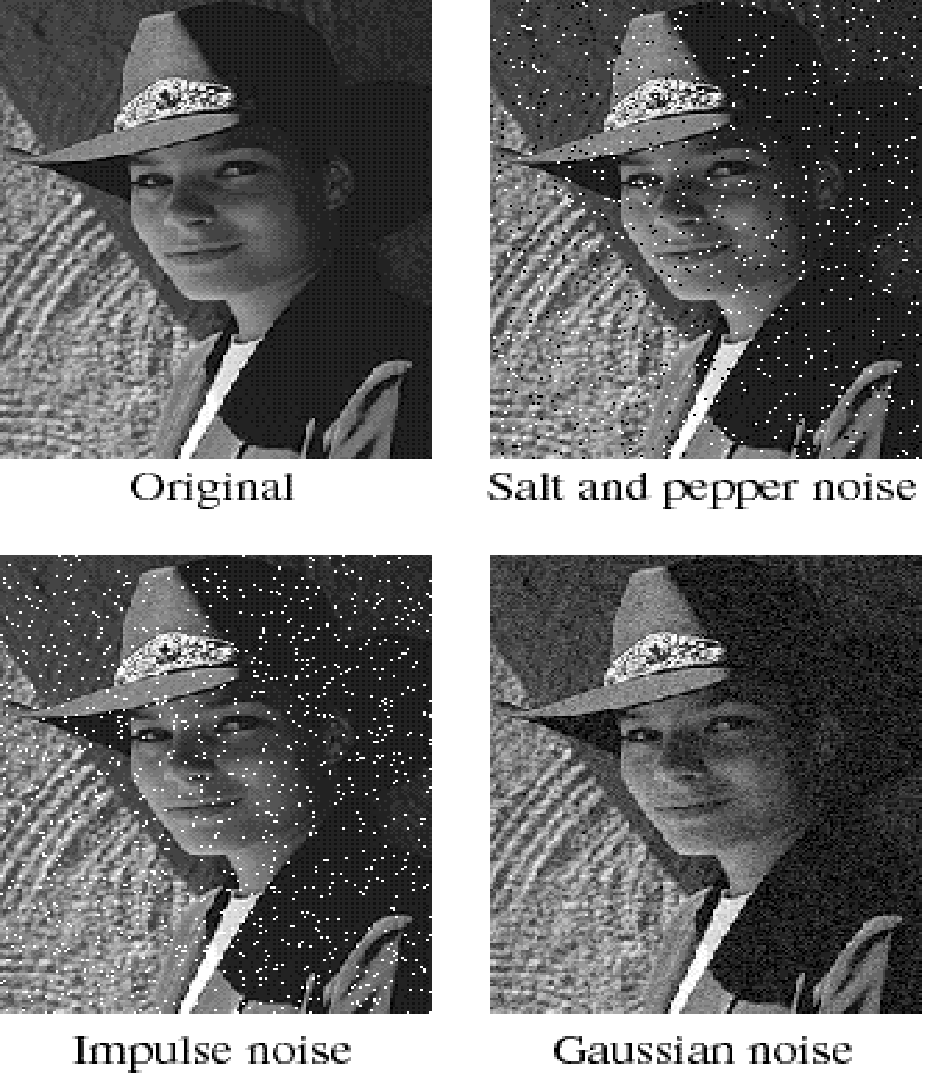 Original
Salt and pepper noise
Impulse noise
Gaussian noise